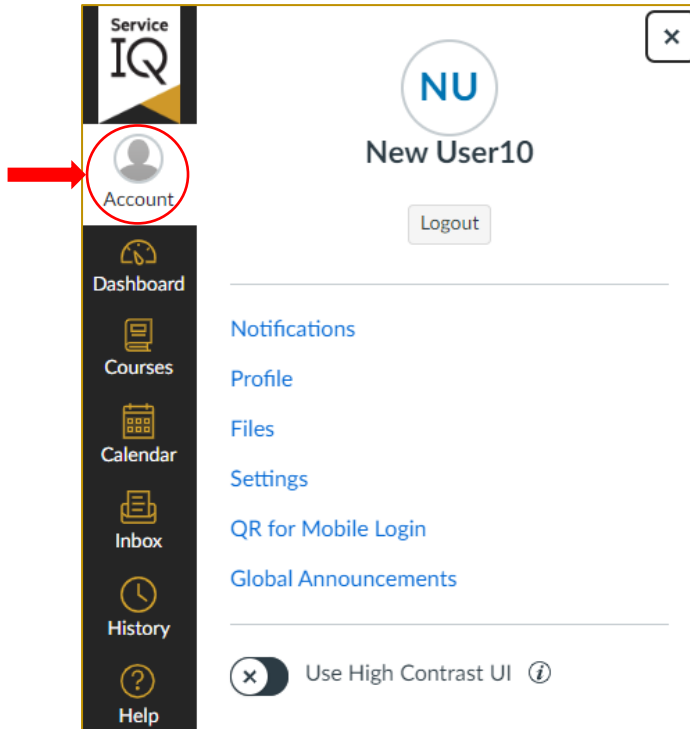 Service
IQ
Account
Dashboard
Courses
Calendar
Inbox
History
Help
NU
New User10
Logout
Notifications
Profile
Files
Settings
QR for Mobile Login
Global Announcements
Use High Contrast UI